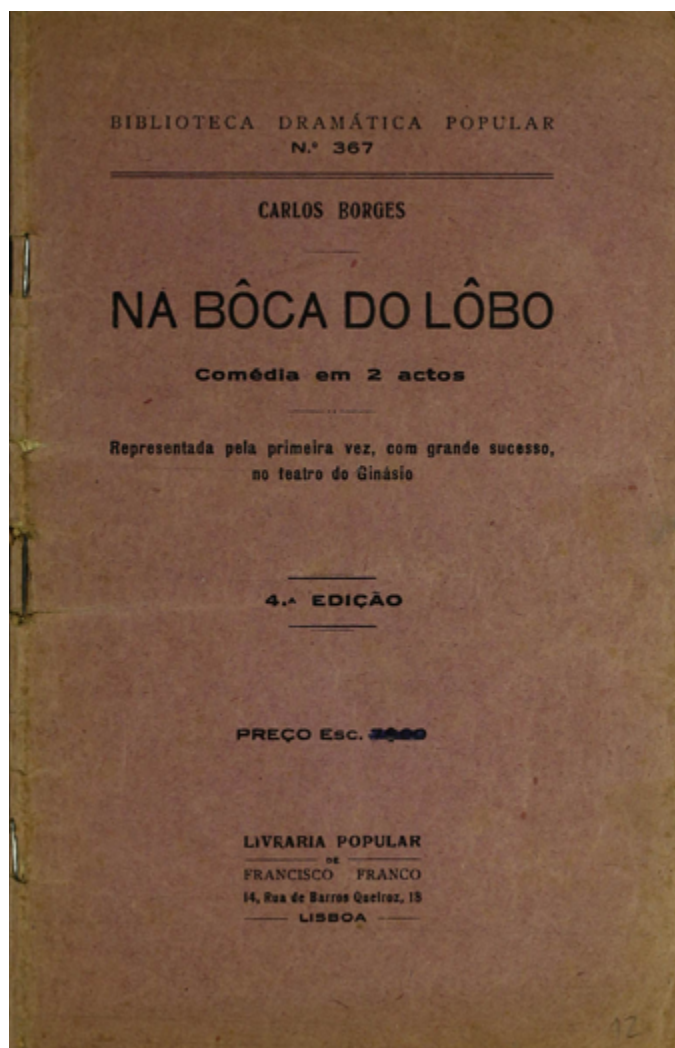 BIBLIOTECA DRAMÁTICA POPULAR
N.º 367
CARLOS BORGES
NA BÔCA DO LÔBO
Comédia em 2 actos
Representada pela primeira vez, com grande sucesso,
no teatro do Ginásio
4.ᴬ EDIÇÃO
PREÇO Esc.
LIVRARIA POPULAR
DE
FRANCISCO FRANCO
14, Rua de Barros Queiroz, 18
LISBOA
12